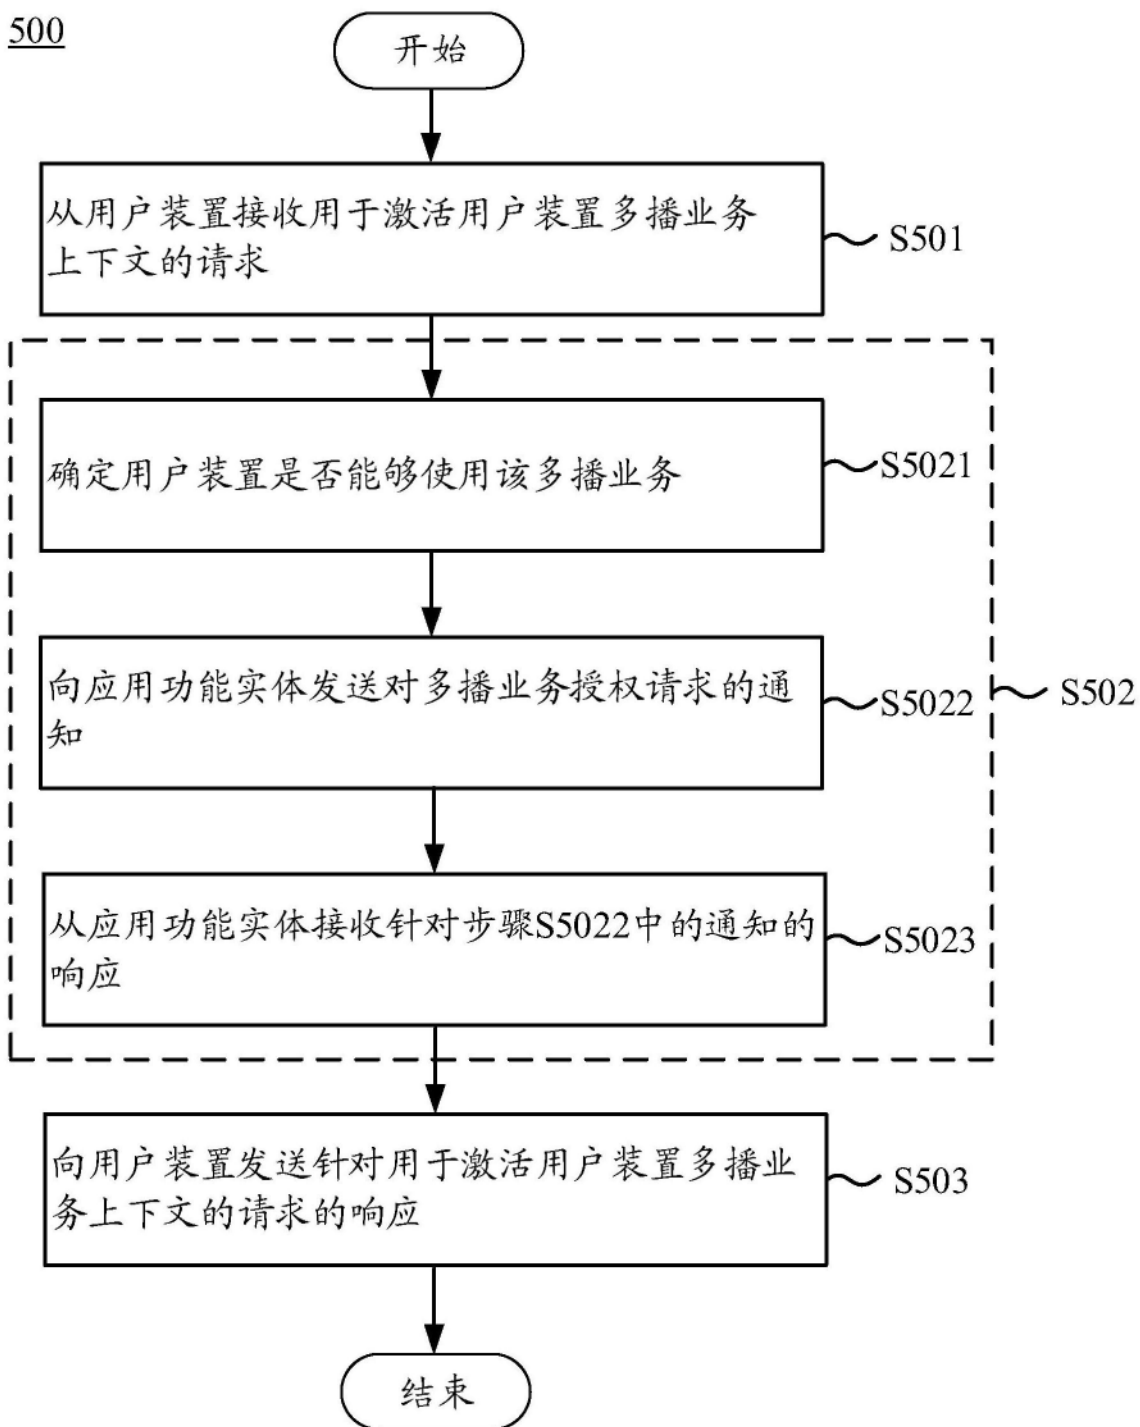 500
开始
从用户装置接收用于激活用户装置多播业务
上下文的请求
S501
确定用户装置是否能够使用该多播业务
S5021
向应用功能实体发送对多播业务授权请求的通
知
S5022
S502
从应用功能实体接收针对步骤S5022中的通知的
响应
S5023
向用户装置发送针对用于激活用户装置多播业
务上下文的请求的响应
S503
结束